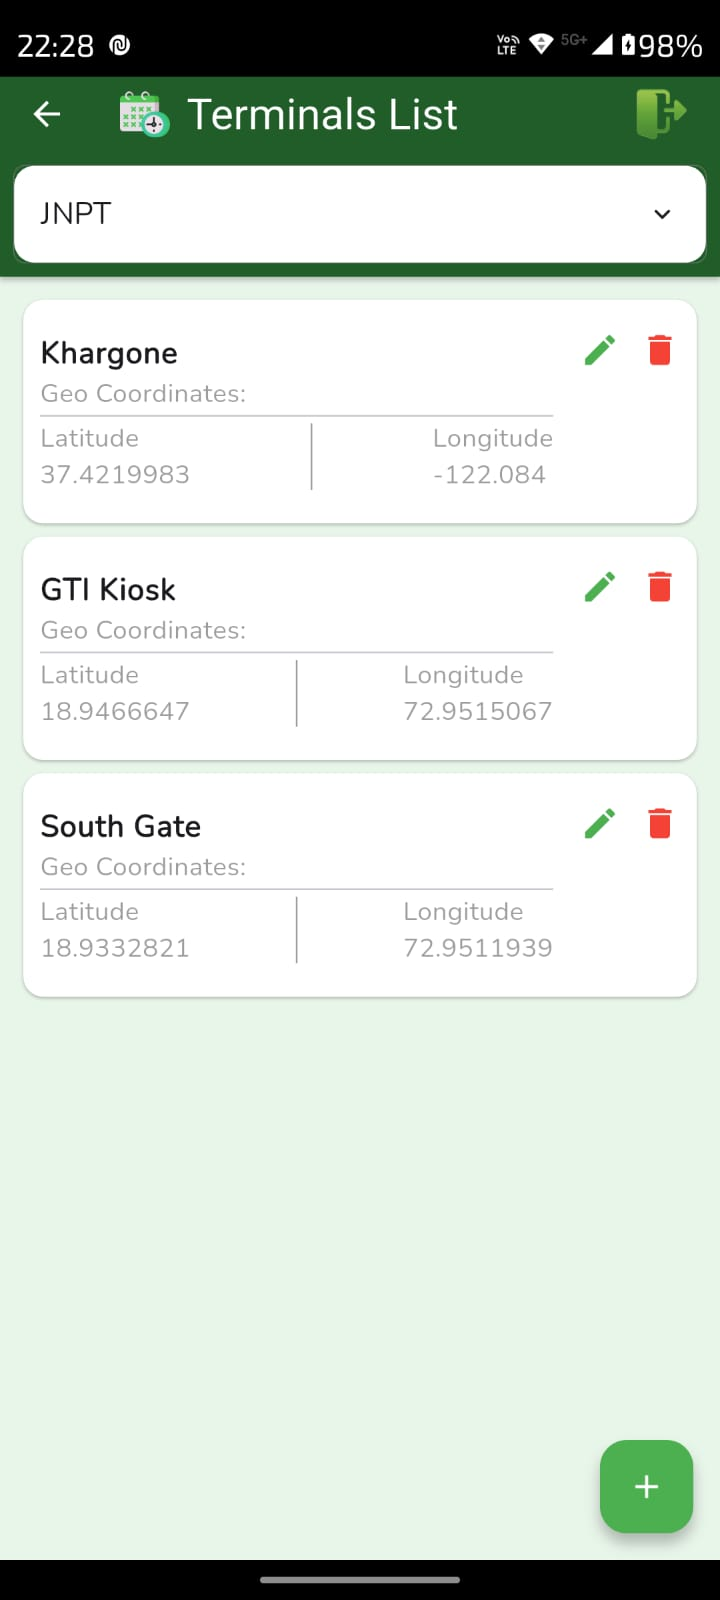 22:28 VoLTE 5G+ 98%
Terminals List
JNPT
Khargone
Geo Coordinates:
Latitude Longitude
37.4219983 -122.084
GTI Kiosk
Geo Coordinates:
Latitude Longitude
18.9466647 72.9515067
South Gate
Geo Coordinates:
Latitude Longitude
18.9332821 72.9511939
+